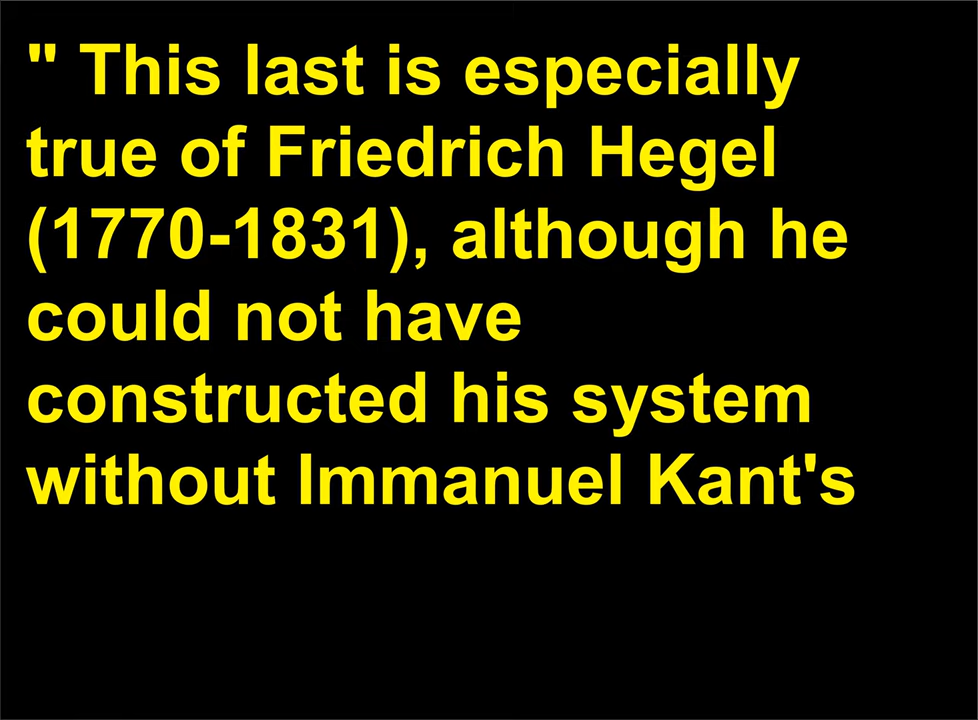 " This last is especially
true of Friedrich Hegel
(1770-1831), although he
could not have
constructed his system
without Immanuel Kant's